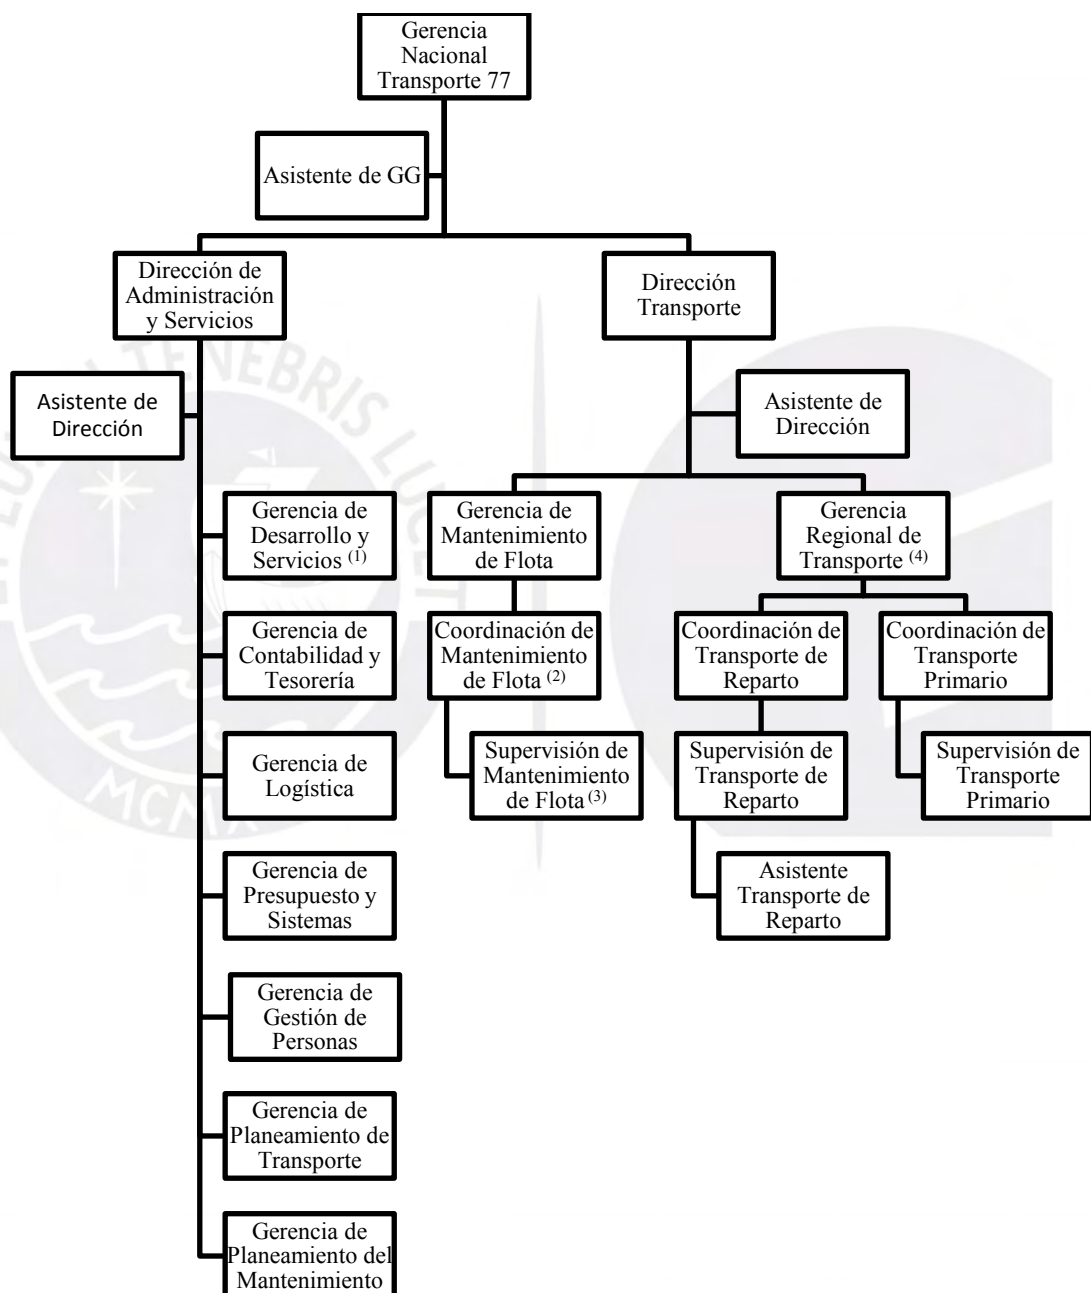 Gerencia
Nacional
Transporte 77
Asistente de GG
Dirección de
Administración
y Servicios
Dirección
Transporte
Asistente de
Dirección
Asistente de
Dirección
Gerencia de
Desarrollo y
Servicios (1)
Gerencia de
Mantenimiento
de Flota
Gerencia
Regional de
Transporte (4)
Gerencia de
Contabilidad y
Tesorería
Coordinación de
Mantenimiento
de Flota (2)
Coordinación de
Transporte de
Reparto
Coordinación de
Transporte
Primario
Gerencia de
Logística
Supervisión de
Mantenimiento
de Flota (3)
Supervisión de
Transporte de
Reparto
Supervisión de
Transporte
Primario
Gerencia de
Presupuesto y
Sistemas
Asistente
Transporte de
Reparto
Gerencia de
Gestión de
Personas
Gerencia de
Planeamiento de
Transporte
Gerencia de
Planeamiento del
Mantenimiento
TENEBRIS LUCET